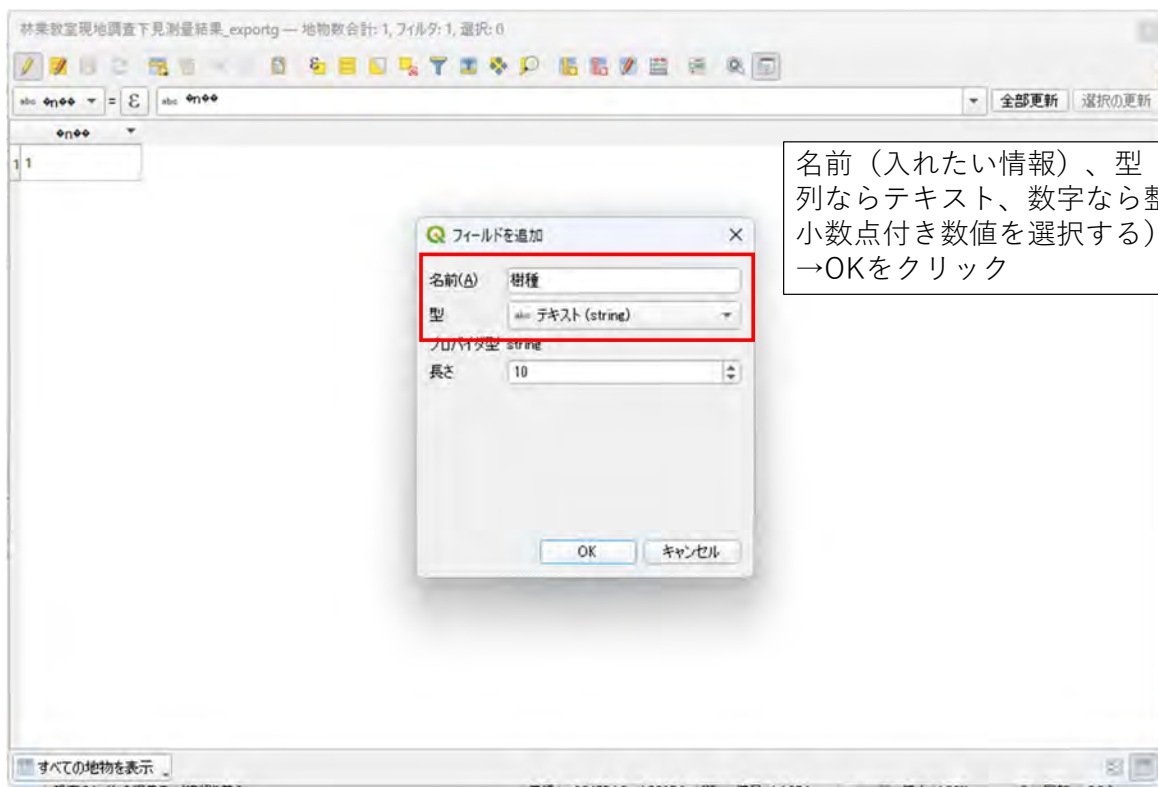 林業教室現地調査下見測量結果_exportg — 地物数合計: 1, フィルタ: 1, 選択: 0
abc �n�� = ε abc �n�� 全部更新 選択の更新
�n��
1 1
名前（入れたい情報）、型
列ならテキスト、数字なら整
小数点付き数値を選択する）
→OKをクリック
フィールドを追加
名前(A) 樹種
型 abc テキスト (string)
プロバイダ型 string
長さ 10
OK キャンセル
すべての地物を表示